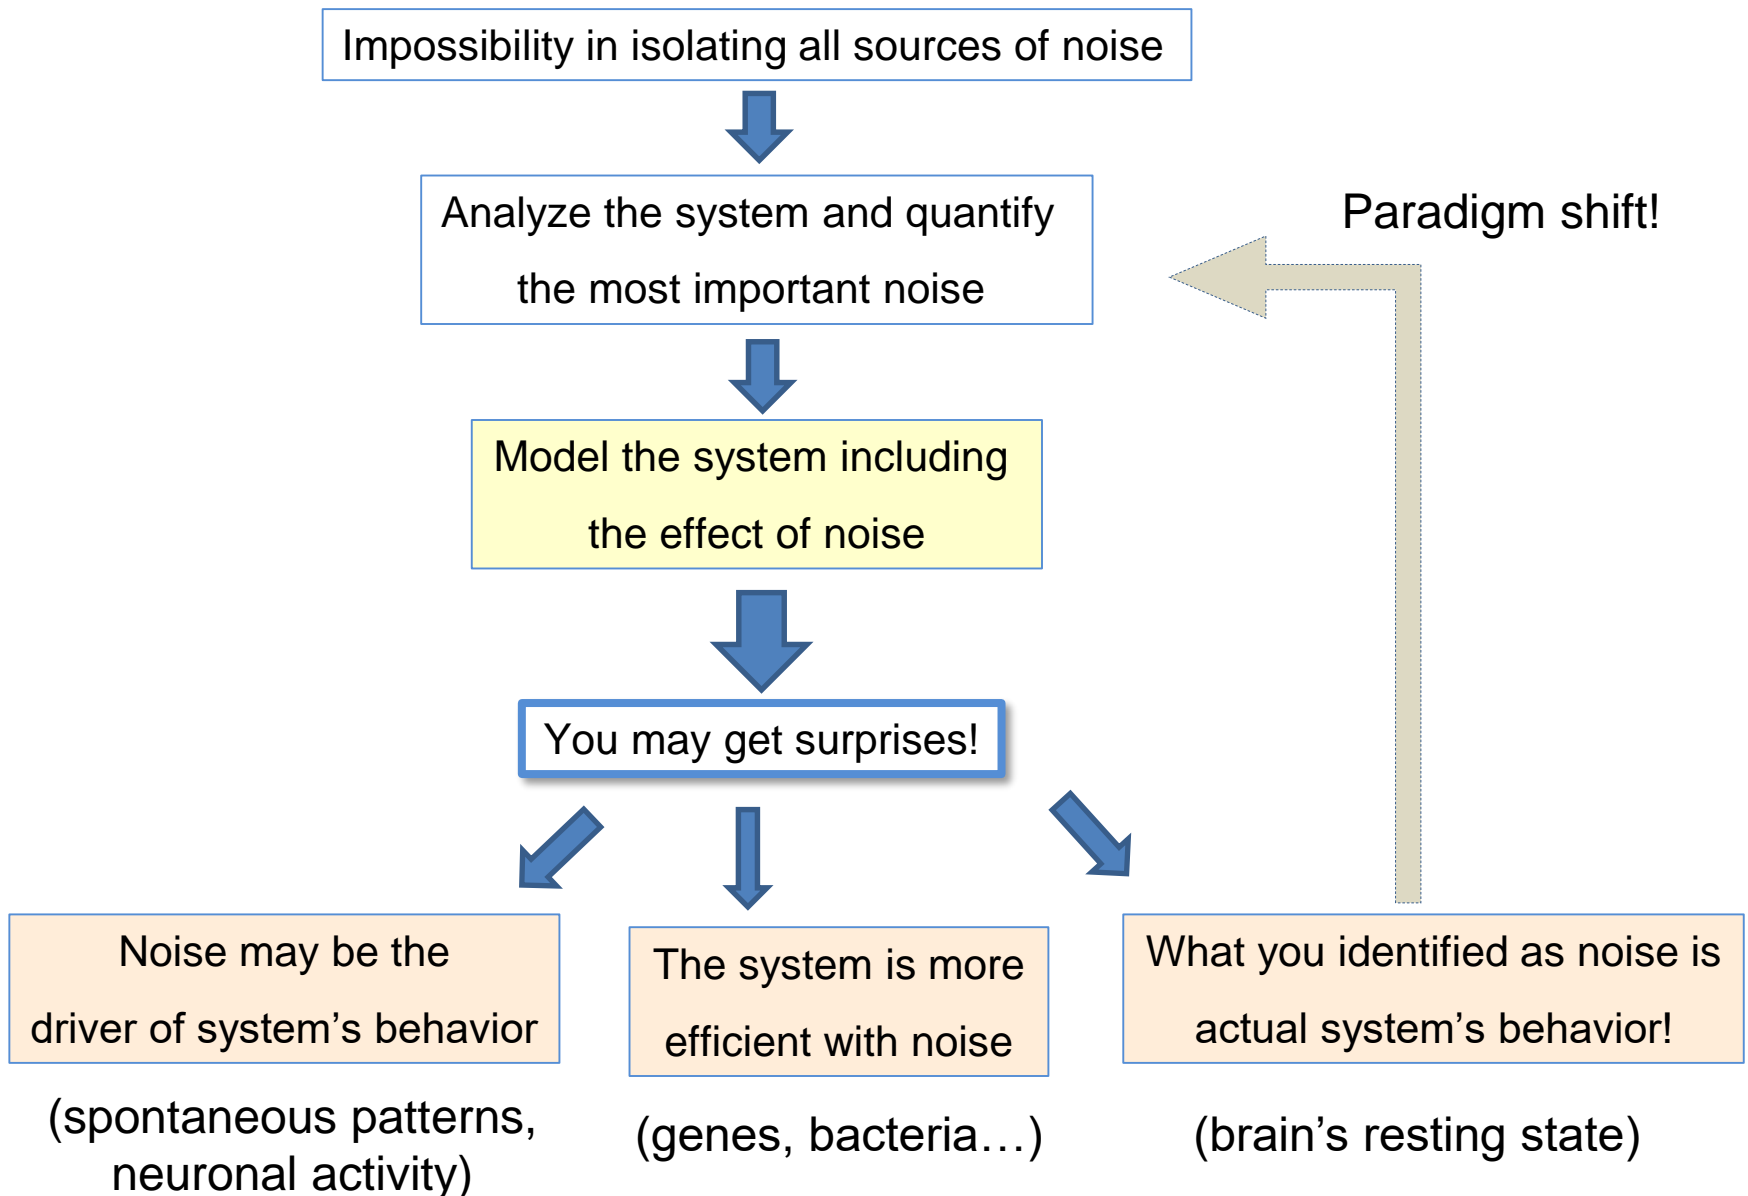 Impossibility in isolating all sources of noise
Analyze the system and quantify
the most important noise
Paradigm shift!
Model the system including
the effect of noise
You may get surprises!
Noise may be the
driver of system’s behavior
(spontaneous patterns,
neuronal activity)
The system is more
efficient with noise
(genes, bacteria…)
What you identified as noise is
actual system’s behavior!
(brain’s resting state)